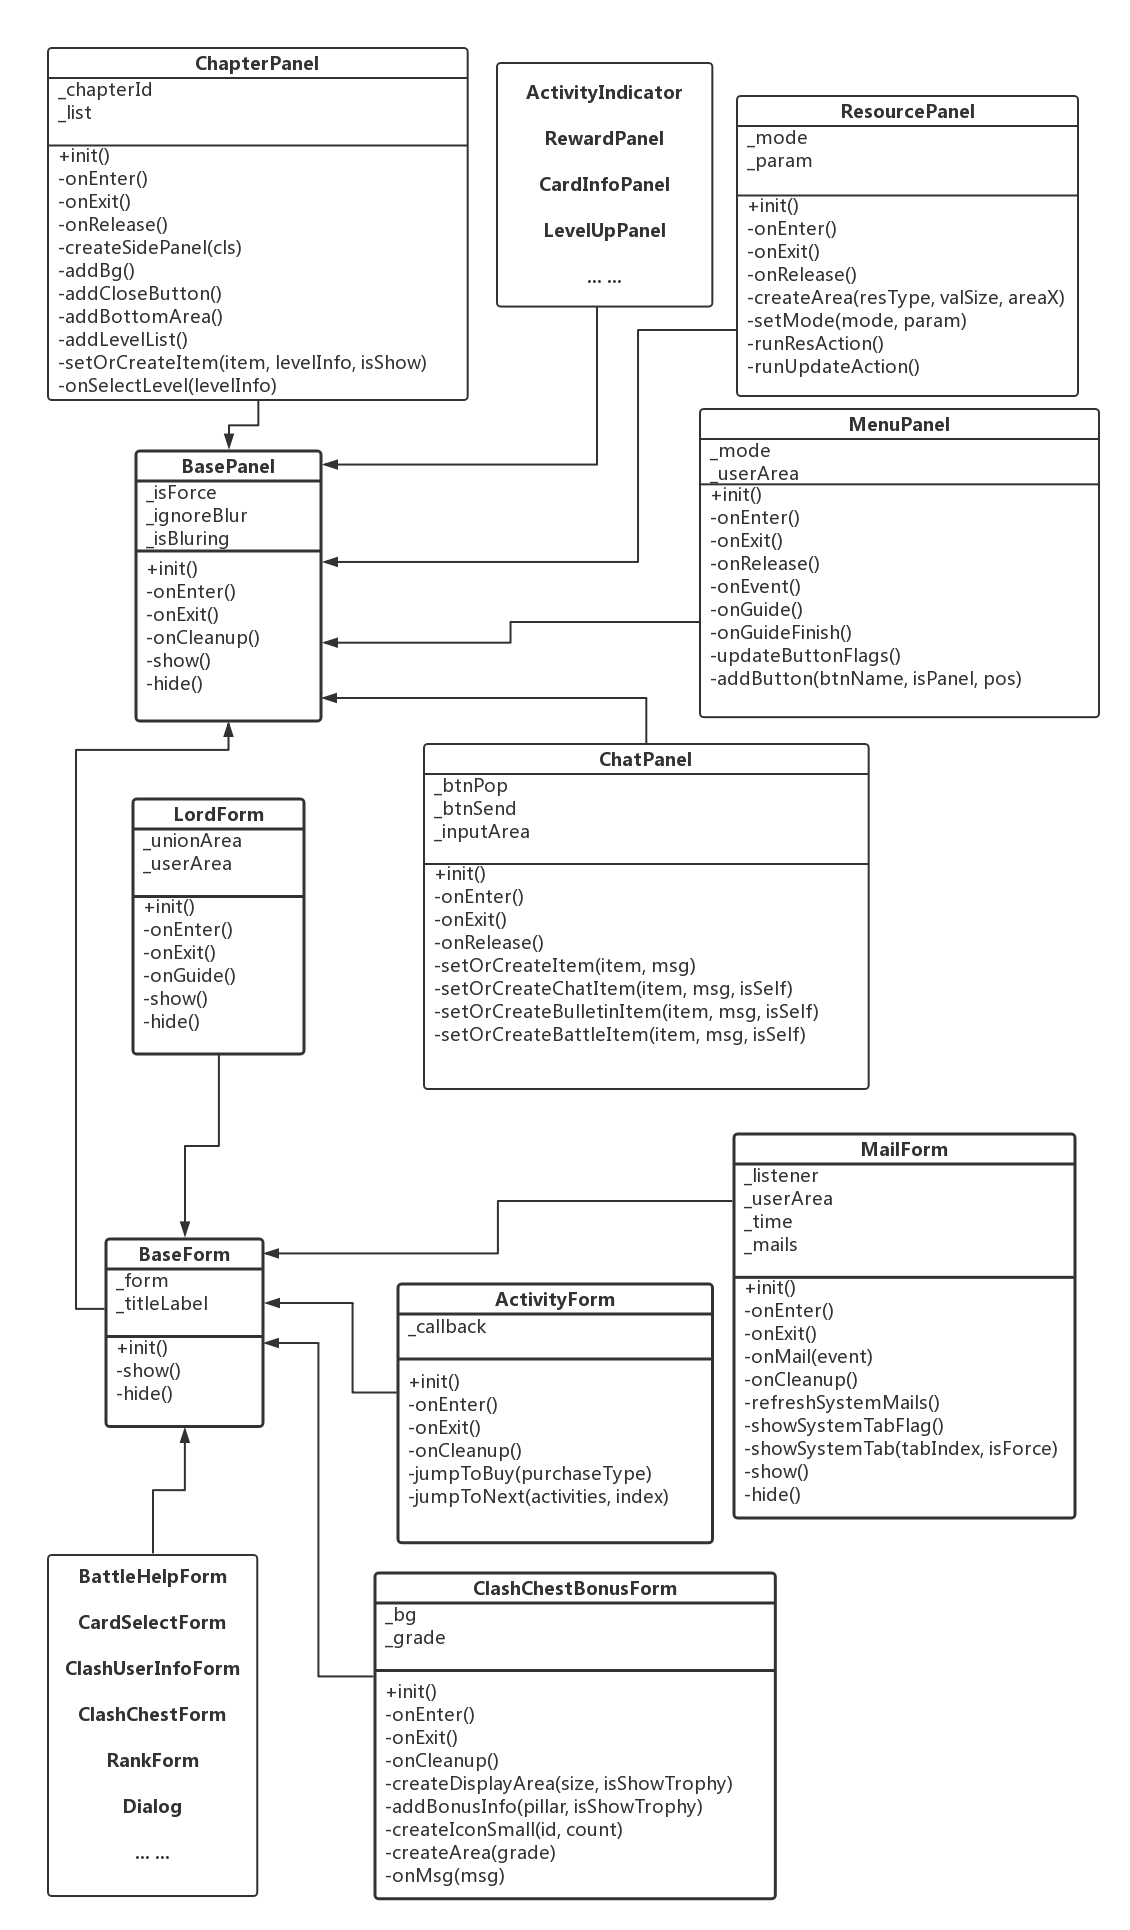 ChapterPanel
_chapterId
_list
+init()
-onEnter()
-onExit()
-onRelease()
-createSidePanel(cls)
-addBg()
-addCloseButton()
-addBottomArea()
-addLevelList()
-setOrCreateItem(item, levelInfo, isShow)
-onSelectLevel(levelInfo)
ActivityIndicator
RewardPanel
CardInfoPanel
LevelUpPanel
... ...
ResourcePanel
_mode
_param
+init()
-onEnter()
-onExit()
-onRelease()
-createArea(resType, valSize, areaX)
-setMode(mode, param)
-runResAction()
-runUpdateAction()
MenuPanel
_mode
_userArea
+init()
-onEnter()
-onExit()
-onRelease()
-onEvent()
-onGuide()
-onGuideFinish()
-updateButtonFlags()
-addButton(btnName, isPanel, pos)
BasePanel
_isForce
_ignoreBlur
_isBluring
+init()
-onEnter()
-onExit()
-onCleanup()
-show()
-hide()
ChatPanel
_btnPop
_btnSend
_inputArea
+init()
-onEnter()
-onExit()
-onRelease()
-setOrCreateItem(item, msg)
-setOrCreateChatItem(item, msg, isSelf)
-setOrCreateBulletinItem(item, msg, isSelf)
-setOrCreateBattleItem(item, msg, isSelf)
LordForm
_unionArea
_userArea
+init()
-onEnter()
-onExit()
-onGuide()
-show()
-hide()
MailForm
_listener
_userArea
_time
_mails
+init()
-onEnter()
-onExit()
-onMail(event)
-onCleanup()
-refreshSystemMails()
-showSystemTabFlag()
-showSystemTab(tabIndex, isForce)
-show()
-hide()
BaseForm
_form
_titleLabel
+init()
-show()
-hide()
ActivityForm
_callback
+init()
-onEnter()
-onExit()
-onCleanup()
-jumpToBuy(purchaseType)
-jumpToNext(activities, index)
BattleHelpForm
CardSelectForm
ClashUserInfoForm
ClashChestForm
RankForm
Dialog
... ...
ClashChestBonusForm
_bg
_grade
+init()
-onEnter()
-onExit()
-onCleanup()
-createDisplayArea(size, isShowTrophy)
-addBonusInfo(pillar, isShowTrophy)
-createIconSmall(id, count)
-createArea(grade)
-onMsg(msg)